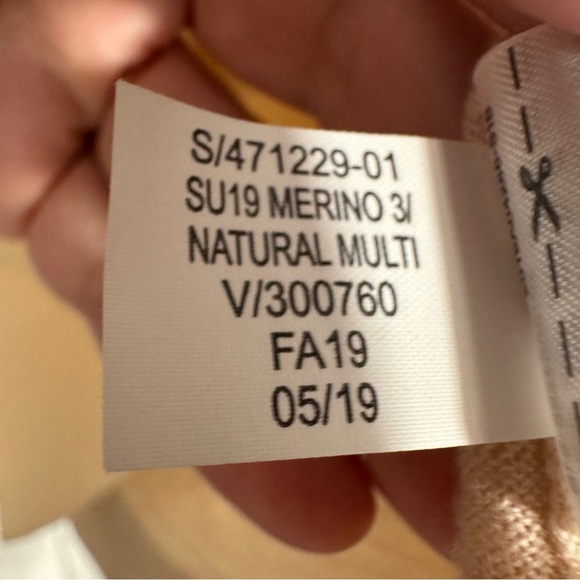 S/471229-01
SU19 MERINO 3/
NATURAL MULTI
V/300760
FA19
05/19